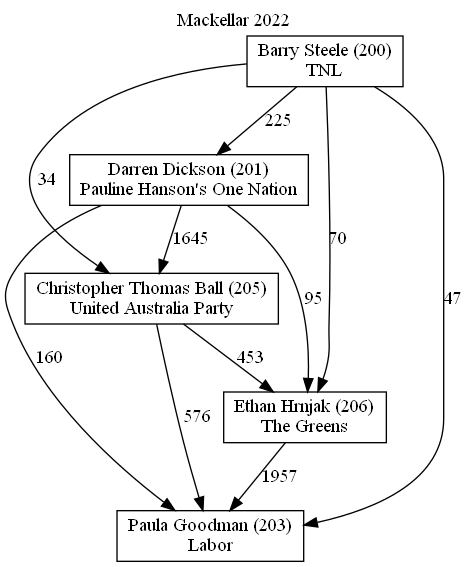 Mackellar 2022
Barry Steele (200)
TNL
225
Darren Dickson (201)
Pauline Hanson's One Nation
34
1645
70
Christopher Thomas Ball (205)
United Australia Party
95
47
160
453
Ethan Hrnjak (206)
The Greens
576
1957
Paula Goodman (203)
Labor